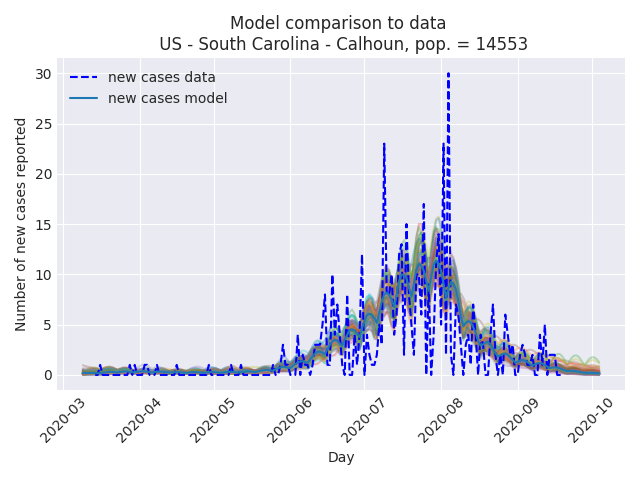 Model comparison to data
US - South Carolina - Calhoun, pop. = 14553
new cases data
new cases model
Number of new cases reported
30
25
20
15
10
5
0
2020-03
2020-04
2020-05
2020-06
2020-07
2020-08
2020-09
2020-10
Day